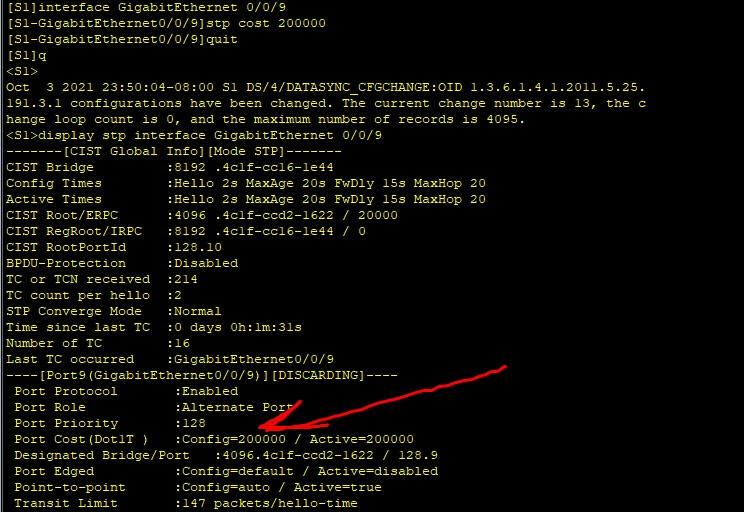 [S1]interface GigabitEthernet 0/0/9
[S1-GigabitEthernet0/0/9]stp cost 200000
[S1-GigabitEthernet0/0/9]quit
[S1]q
<S1>
Oct  3 2021 23:50:04-08:00 S1 DS/4/DATASYNC_CFGCHANGE:OID 1.3.6.1.4.1.2011.5.25.
191.3.1 configurations have been changed. The current change number is 13, the c
hange loop count is 0, and the maximum number of records is 4095.
<S1>display stp interface GigabitEthernet 0/0/9
-------[CIST Global Info][Mode STP]-------
CIST Bridge         :8192 .4c1f-cc16-1e44
Config Times        :Hello 2s MaxAge 20s FwDly 15s MaxHop 20
Active Times        :Hello 2s MaxAge 20s FwDly 15s MaxHop 20
CIST Root/ERPC      :4096 .4c1f-ccd2-1622 / 20000
CIST RegRoot/IRPC   :8192 .4c1f-cc16-1e44 / 0
CIST RootPortId     :128.10
BPDU-Protection     :Disabled
TC or TCN received  :214
TC count per hello  :2
STP Converge Mode   :Normal
Time since last TC  :0 days 0h:1m:31s
Number of TC        :16
Last TC occurred    :GigabitEthernet0/0/9
----[Port9(GigabitEthernet0/0/9)][DISCARDING]----
 Port Protocol       :Enabled
 Port Role           :Alternate Port
 Port Priority       :128
 Port Cost(Dot1T )   :Config=200000 / Active=200000
 Designated Bridge/Port   :4096.4c1f-ccd2-1622 / 128.9
 Port Edged          :Config=default / Active=disabled
 Point-to-point      :Config=auto / Active=true
 Transit Limit       :147 packets/hello-time